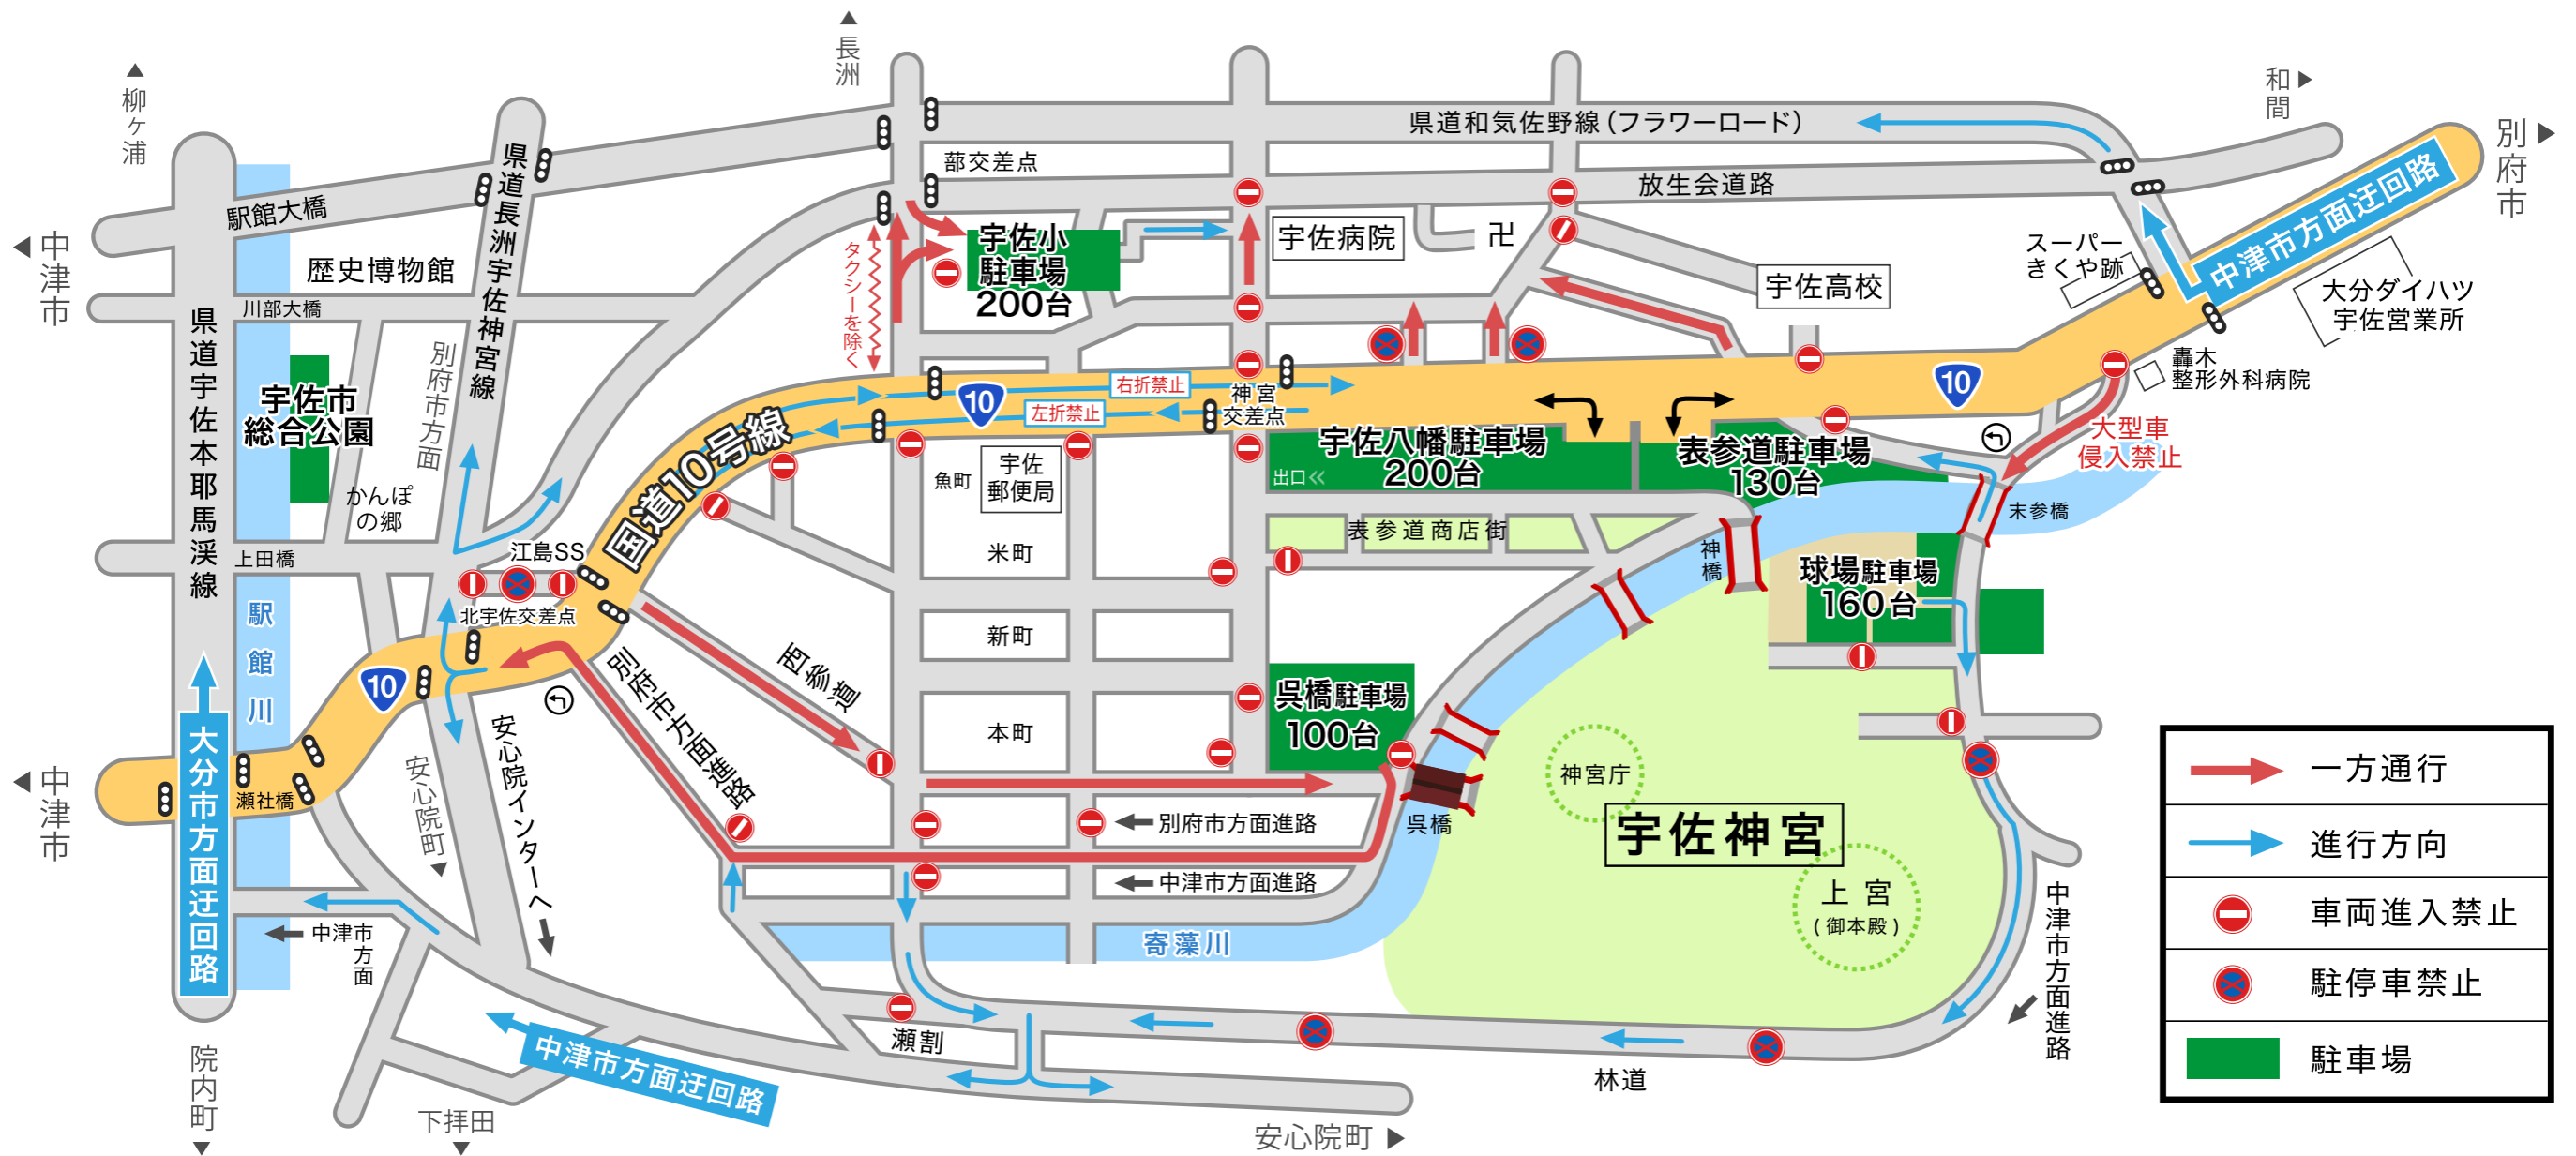 長洲
柳ヶ浦
和間
別府市
県道和気佐野線（フラワーロード）
県道長洲宇佐神宮線
駅館大橋
蔀交差点
放生会道路
中津市方面迂回路
中津市
歴史博物館
川部大橋
タクシーを除く
宇佐小
駐車場
200台
宇佐病院
卍
宇佐高校
スーパー
きくや跡
大分ダイハツ
宇佐営業所
県道宇佐本耶馬渓線
別府市方面
宇佐市
総合公園
かんぽ
の郷
国道10号線
10
右折禁止
左折禁止
神宮
交差点
10
轟木
整形外科病院
大型車
侵入禁止
宇佐八幡駐車場
200台
出口
表参道駐車場
130台
魚町
宇佐
郵便局
表参道商店街
末参橋
上田橋
江島SS
北宇佐交差点
米町
神橋
球場駐車場
160台
駅館川
新町
西参道
別府市方面進路
10
本町
呉橋駐車場
100台
呉橋
神宮庁
宇佐神宮
上宮
(御本殿)
中津市
瀬社橋
大分市方面迂回路
安心院町
安心院インターへ
別府市方面進路
中津市方面進路
中津市
方面
寄藻川
中津市方面進路
瀬割
中津市方面迂回路
林道
院内町
下拝田
安心院町
一方通行
進行方向
車両進入禁止
駐停車禁止
駐車場